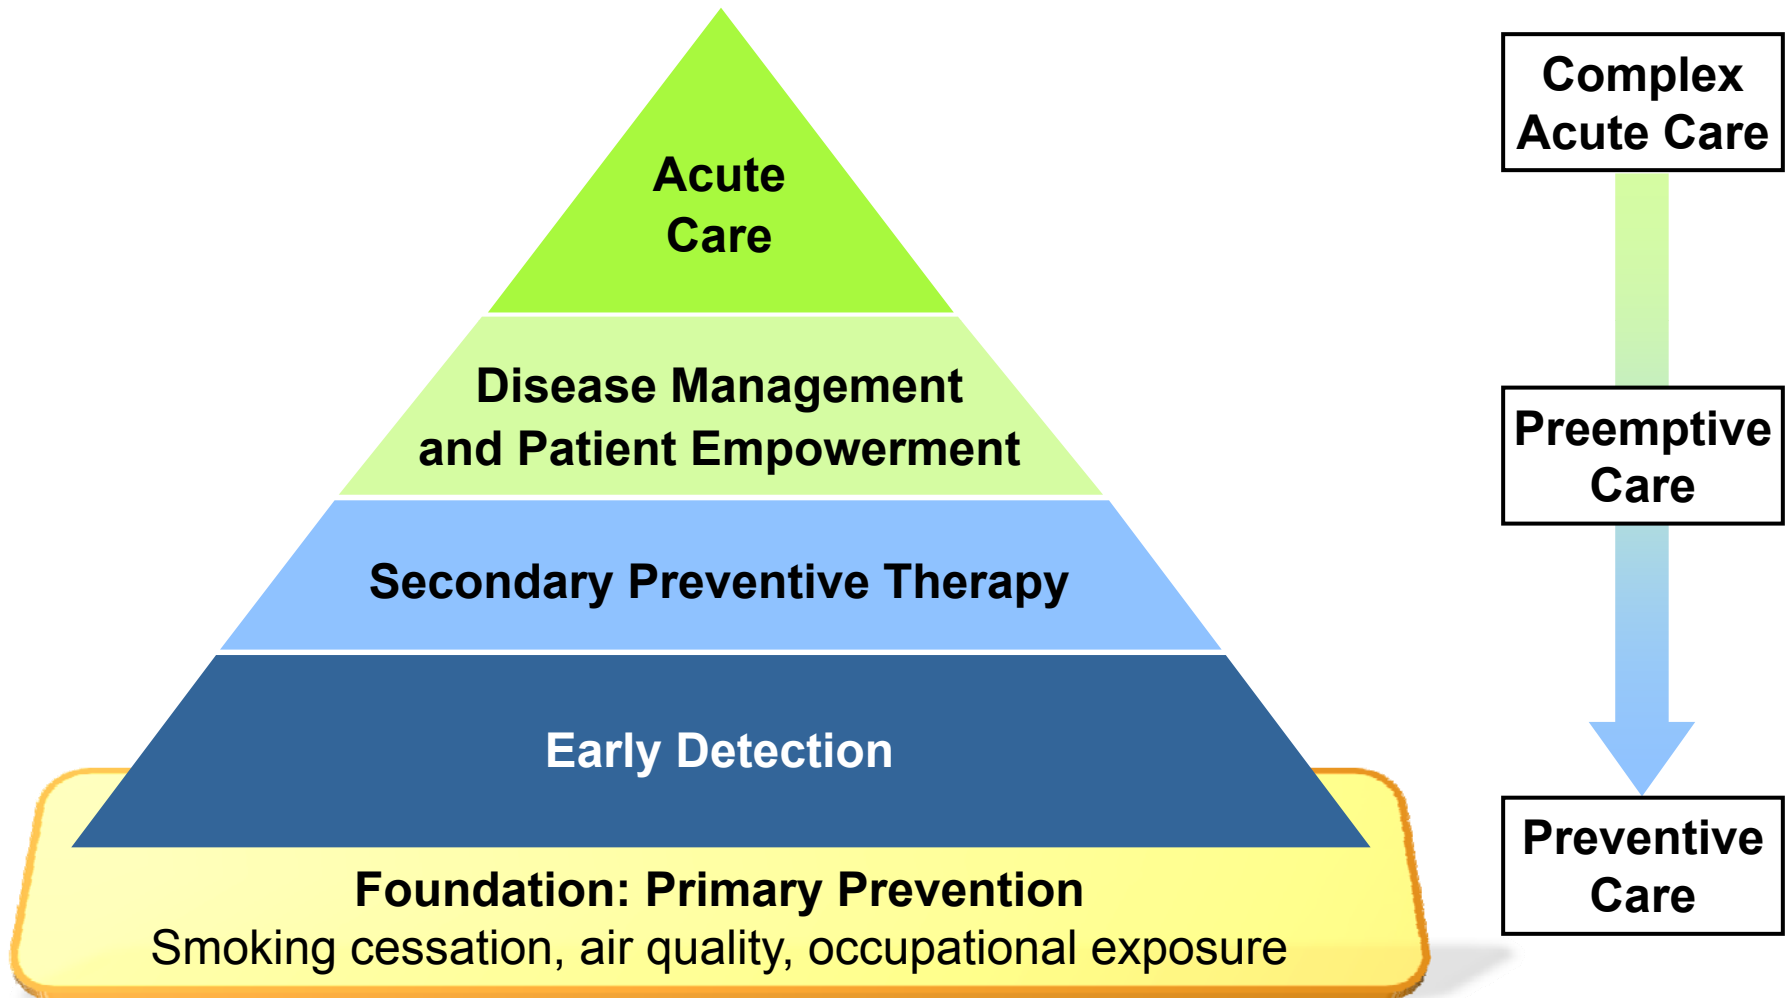 Acute
Care
Disease Management
and Patient Empowerment
Secondary Preventive Therapy
Early Detection
Foundation: Primary Prevention
Smoking cessation, air quality, occupational exposure
Complex
Acute Care
Preemptive
Care
Preventive
Care